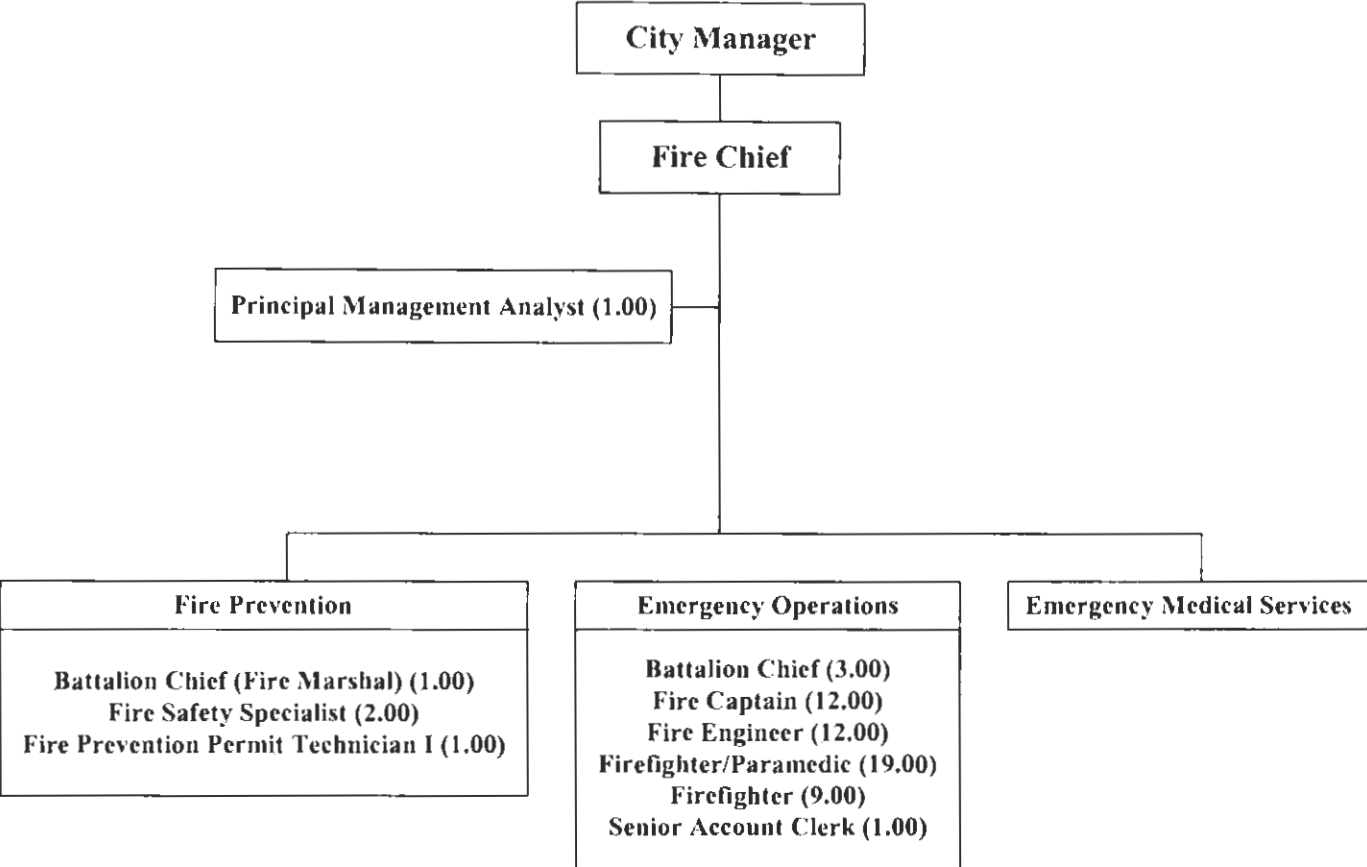 City Manager
Fire Chief
Principal Management Analyst (1.00)
Fire Prevention
Battalion Chief (Fire Marshal) (1.00)
Fire Safety Specialist (2.00)
Fire Prevention Permit Technician I (1.00)
Emergency Operations
Battalion Chief (3.00)
Fire Captain (12.00)
Fire Engineer (12.00)
Firefighter/Paramedic (19.00)
Firefighter (9.00)
Senior Account Clerk (1.00)
Emergency Medical Services